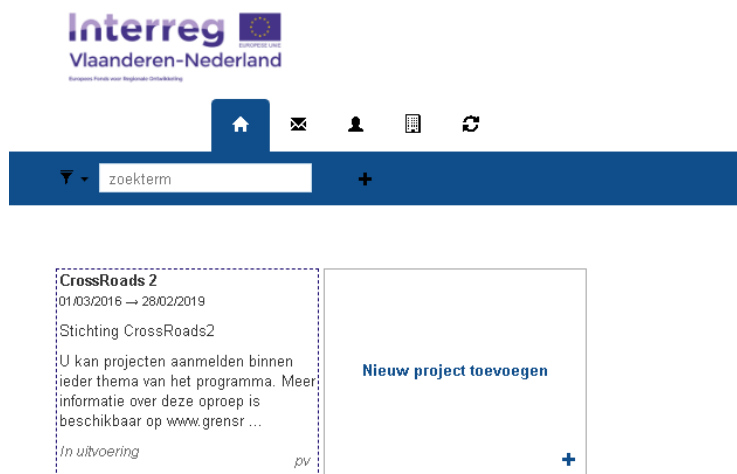 Interreg
EUROPESE UNIE
Vlaanderen-Nederland
Europees Fonds voor Regionale Ontwikkeling
zoekterm
CrossRoads 2
01/03/2016 → 28/02/2019
Stichting CrossRoads2
U kan projecten aanmelden binnen
ieder thema van het programma. Meer
informatie over deze oproep is
beschikbaar op www.grensr ...
In uitvoering
pv
Nieuw project toevoegen